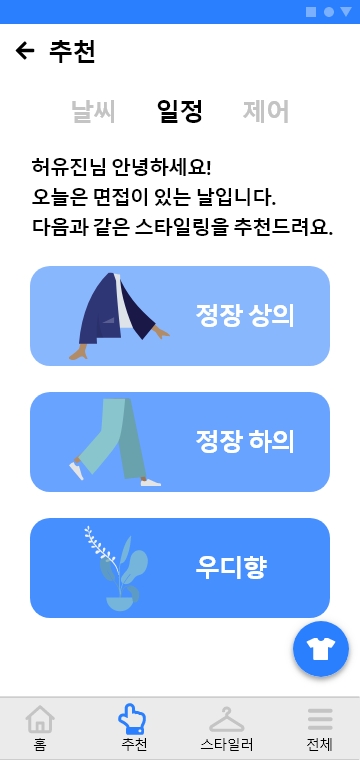 추천
날씨 일정 제어
허유진님 안녕하세요!
오늘은 면접이 있는 날입니다.
다음과 같은 스타일링을 추천드려요.
정장 상의
정장 하의
우디향
홈 추천 스타일러 전체